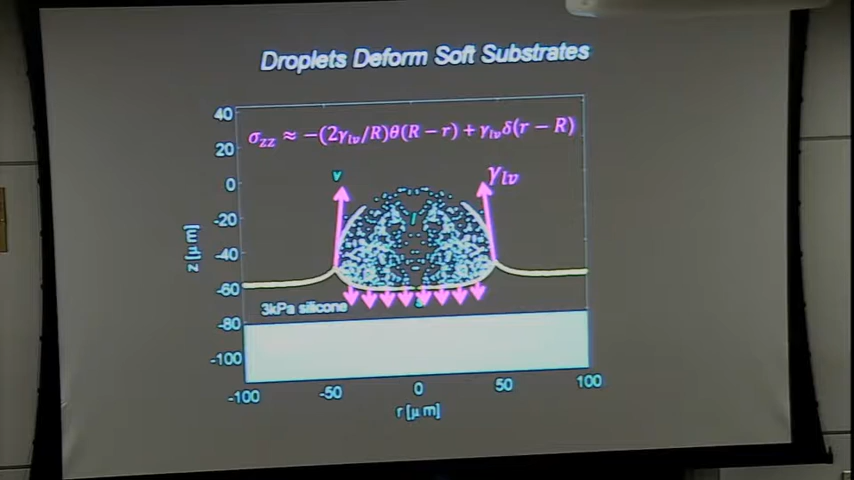 Droplets Deform Soft Substrates
σzz ≈ −(2γlv/R)θ(R − r) + γlvδ(r − R)
v
γlv
l
s
3kPa silicone
40
20
0
-20
-40
-60
-80
-100
z [μm]
-100
-50
0
50
100
r [μm]